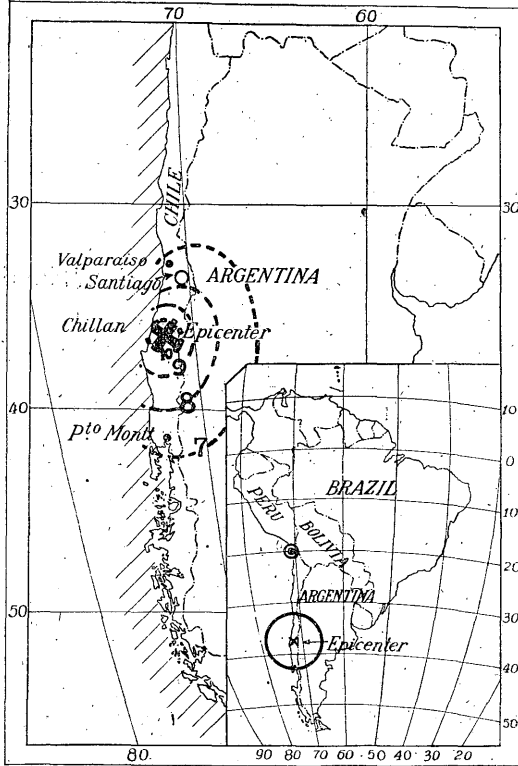 70 60
30 30
CHILE
Valparaiso
Santiago
ARGENTINA
Chillan
Epicenter
9
8
40
Pto Montt
7
50
80
10
0
10
20
30
40
50
PERU
BRAZIL
BOLIVIA
ARGENTINA
Epicenter
90 80 70 60 50 40 30 20